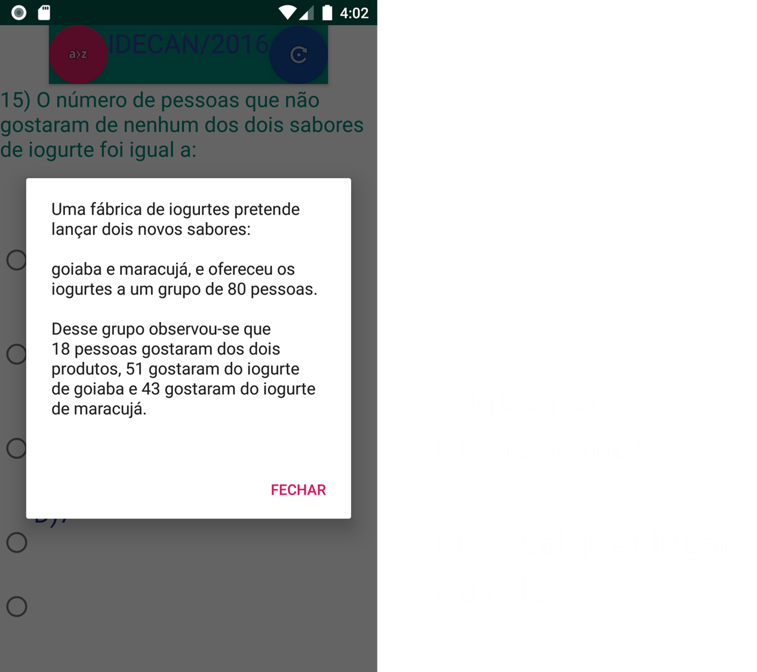 4:02
a›z
IDECAN/2016
15) O número de pessoas que não
gostaram de nenhum dos dois sabores
de iogurte foi igual a:
Uma fábrica de iogurtes pretende
lançar dois novos sabores:
goiaba e maracujá, e ofereceu os
iogurtes a um grupo de 80 pessoas.
Desse grupo observou-se que
18 pessoas gostaram dos dois
produtos, 51 gostaram do iogurte
de goiaba e 43 gostaram do iogurte
de maracujá.
FECHAR